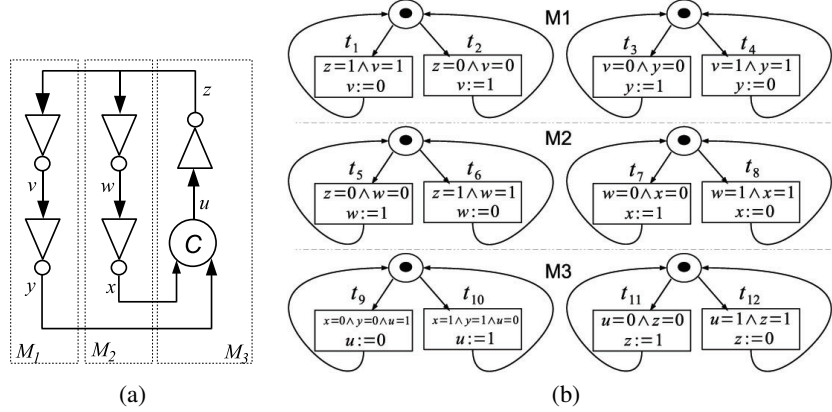 z
v
w
u
C
y
x
M1
M2
M3
(a)
M1
t1
t2
t3
t4
z=1∧v=1
v:=0
z=0∧v=0
v:=1
v=0∧y=0
y:=1
v=1∧y=1
y:=0
M2
t5
t6
t7
t8
z=0∧w=0
w:=1
z=1∧w=1
w:=0
w=0∧x=0
x:=1
w=1∧x=1
x:=0
M3
t9
t10
t11
t12
x=0∧y=0∧u=1
u:=0
x=1∧y=1∧u=0
u:=1
u=0∧z=0
z:=1
u=1∧z=1
z:=0
(b)